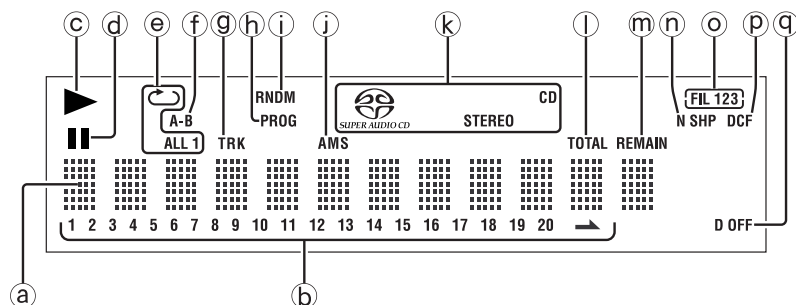 c d e f g h i j k l m n o p q
RNDM CD FIL 123
A-B PROG SUPER AUDIO CD STEREO N SHP DCF
ALL 1 TRK AMS TOTAL REMAIN
1 2 3 4 5 6 7 8 9 10 11 12 13 14 15 16 17 18 19 20 D OFF
a b